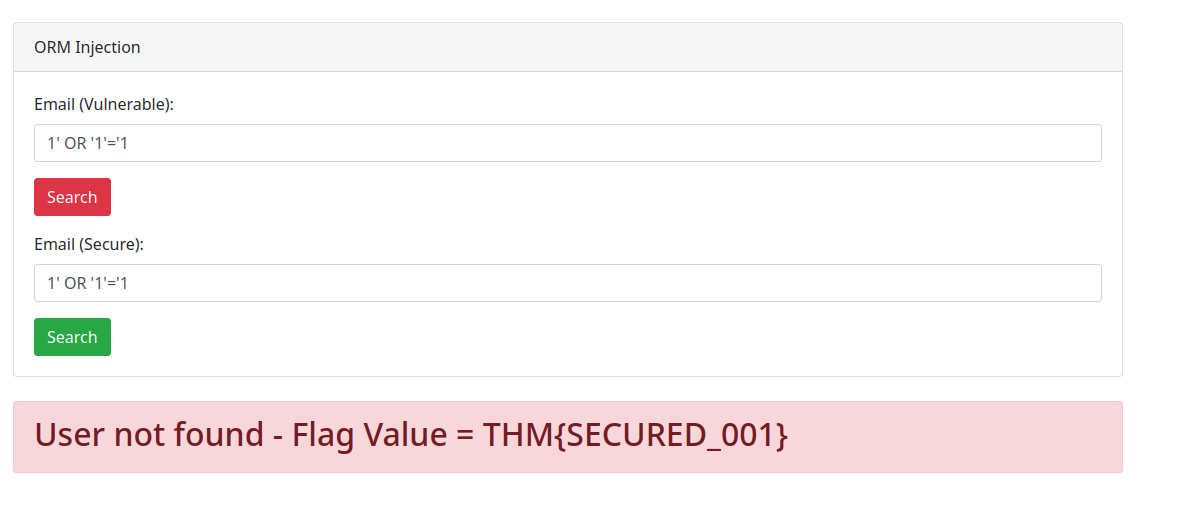 ORM Injection
Email (Vulnerable):
1' OR '1'='1
Search
Email (Secure):
1' OR '1'='1
Search
User not found - Flag Value = THM{SECURED_001}